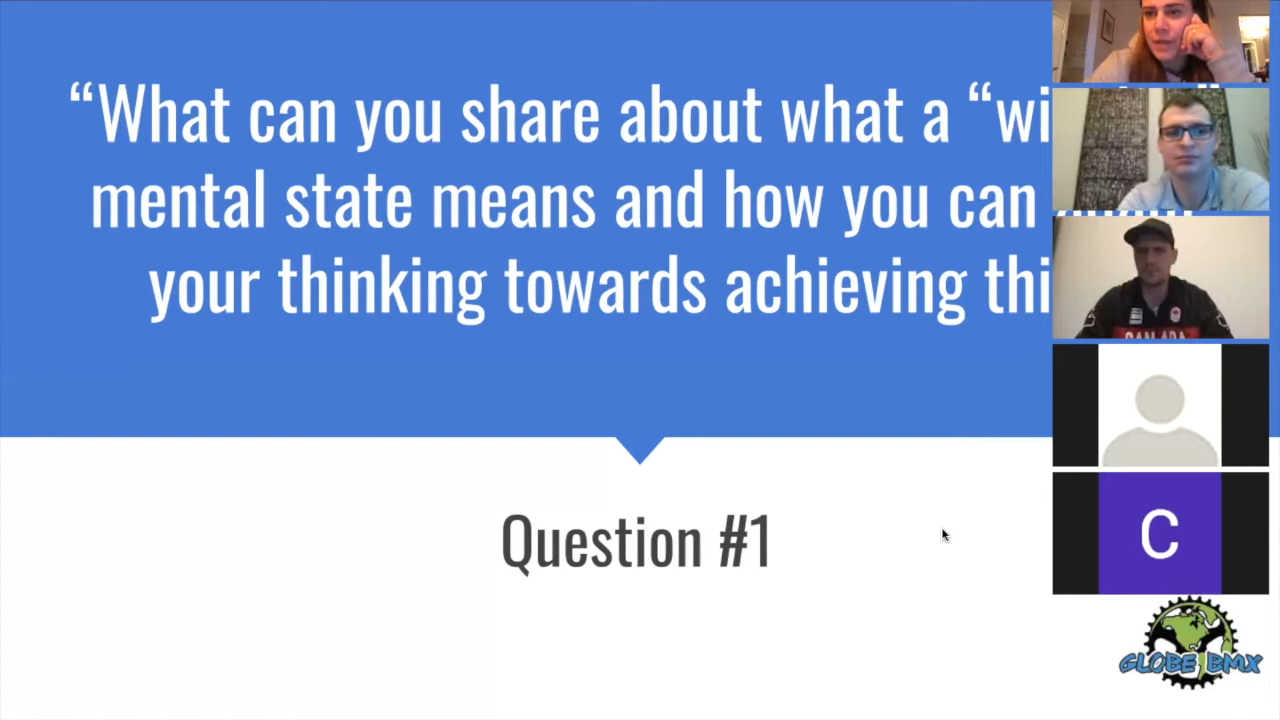 “What can you share about what a “wi
mental state means and how you can
your thinking towards achieving thi
Question #1
CANADA
C
GLOBE BMX